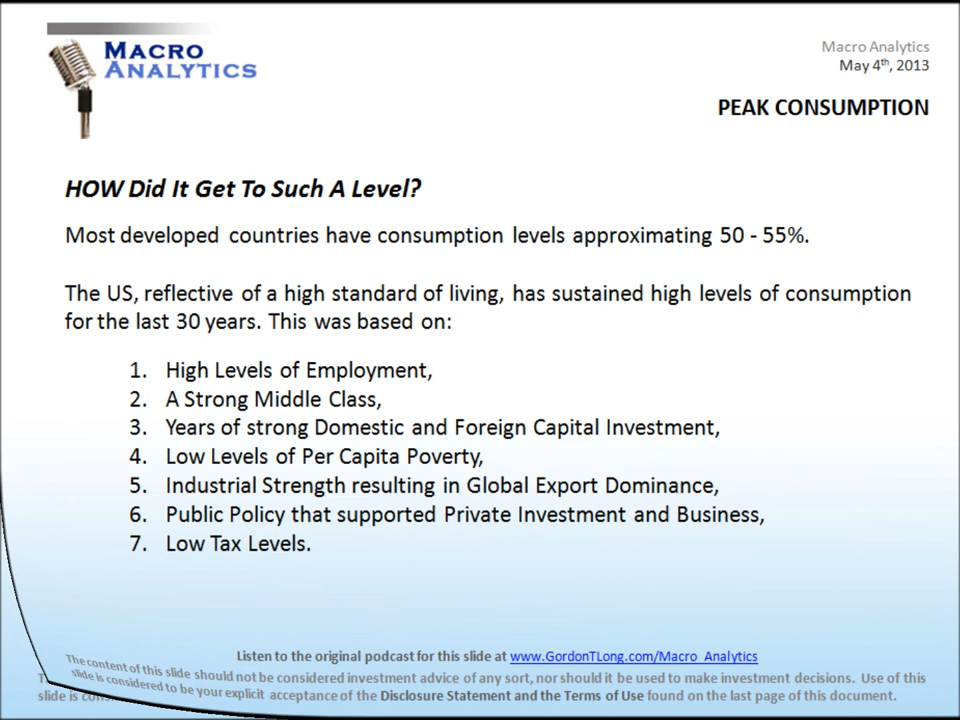 MACRO
ANALYTICS
Macro Analytics
May 4th, 2013
PEAK CONSUMPTION
HOW Did It Get To Such A Level?
Most developed countries have consumption levels approximating 50 - 55%.
The US, reflective of a high standard of living, has sustained high levels of consumption
for the last 30 years. This was based on:
1. High Levels of Employment,
2. A Strong Middle Class,
3. Years of strong Domestic and Foreign Capital Investment,
4. Low Levels of Per Capita Poverty,
5. Industrial Strength resulting in Global Export Dominance,
6. Public Policy that supported Private Investment and Business,
7. Low Tax Levels.
Listen to the original podcast for this slide at www.GordonTLong.com/Macro_Analytics
The content of this slide should not be considered investment advice of any sort, nor should it be used to make investment decisions. Use of this
slide is considered to be your explicit acceptance of the Disclosure Statement and the Terms of Use found on the last page of this document.